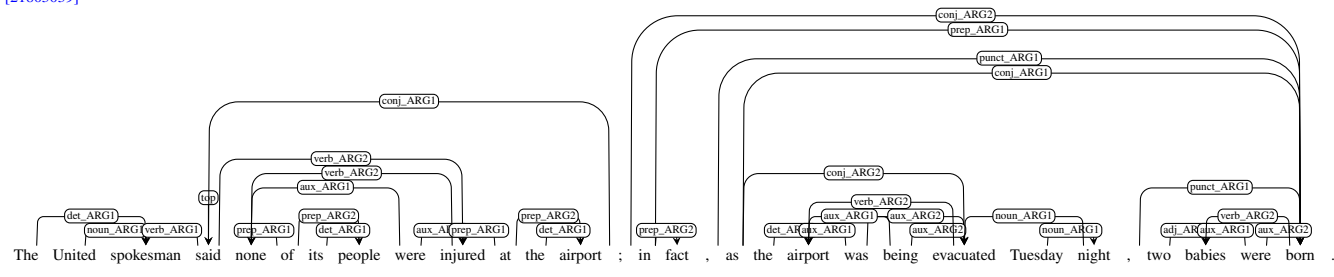 [21003059]
conj_ARG2
prep_ARG1
punct_ARG1
conj_ARG1
conj_ARG1
verb_ARG2
verb_ARG2 conj_ARG2
aux_ARG1
top verb_ARG2 punct_ARG1
det_ARG1 prep_ARG2 prep_ARG2 aux_ARG1 aux_ARG2 noun_ARG1 verb_ARG2
noun_ARG1 verb_ARG1 prep_ARG1 det_ARG1 prep_ARG1 det_ARG1 prep_ARG2 aux_ARG1 aux_ARG2 noun_ARG1 aux_ARG1 aux_ARG2
The United spokesman said none of its people were injured at the airport ; in fact , as the airport was being evacuated Tuesday night , two babies were born .